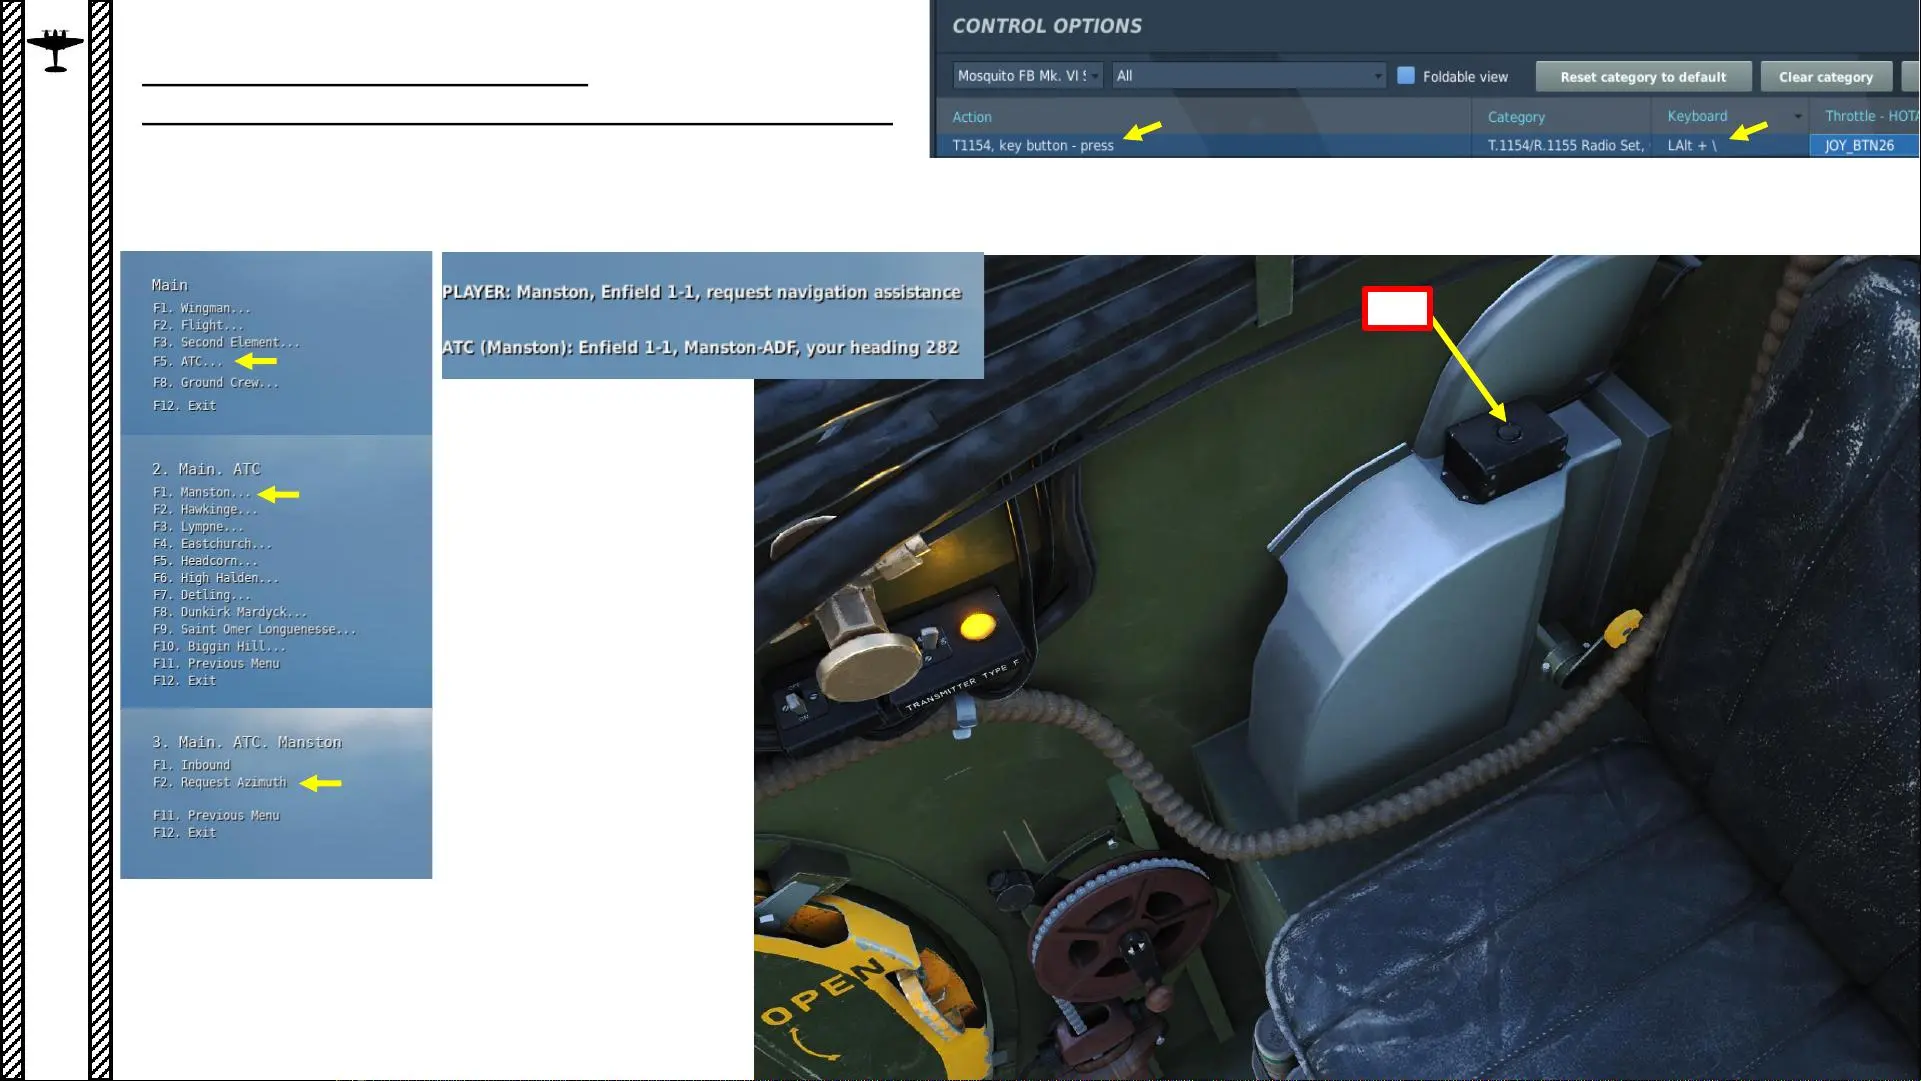 CONTROL OPTIONS
Mosquito FB Mk. VI
All
Foldable view
Reset category to default
Clear category
Action
Category
Keyboard
Throttle - HOTA
T1154, key button - press
T.1154/R.1155 Radio Set,
LAlt + \
JOY_BTN26
Main
F1. Wingman...
F2. Flight...
F3. Second Element...
F5. ATC...
F8. Ground Crew...
F12. Exit
2. Main. ATC
F1. Manston...
F2. Hawkinge...
F3. Lympne...
F4. Eastchurch...
F5. Headcorn...
F6. High Halden...
F7. Detling...
F8. Dunkirk Mardyck...
F9. Saint Omer Longuenesse...
F10. Biggin Hill...
F11. Previous Menu
F12. Exit
3. Main. ATC. Manston
F1. Inbound
F2. Request Azimuth
F11. Previous Menu
F12. Exit
PLAYER: Manston, Enfield 1-1, request navigation assistance
ATC (Manston): Enfield 1-1, Manston-ADF, your heading 282
TRANSMITTER TYPE F
OPEN